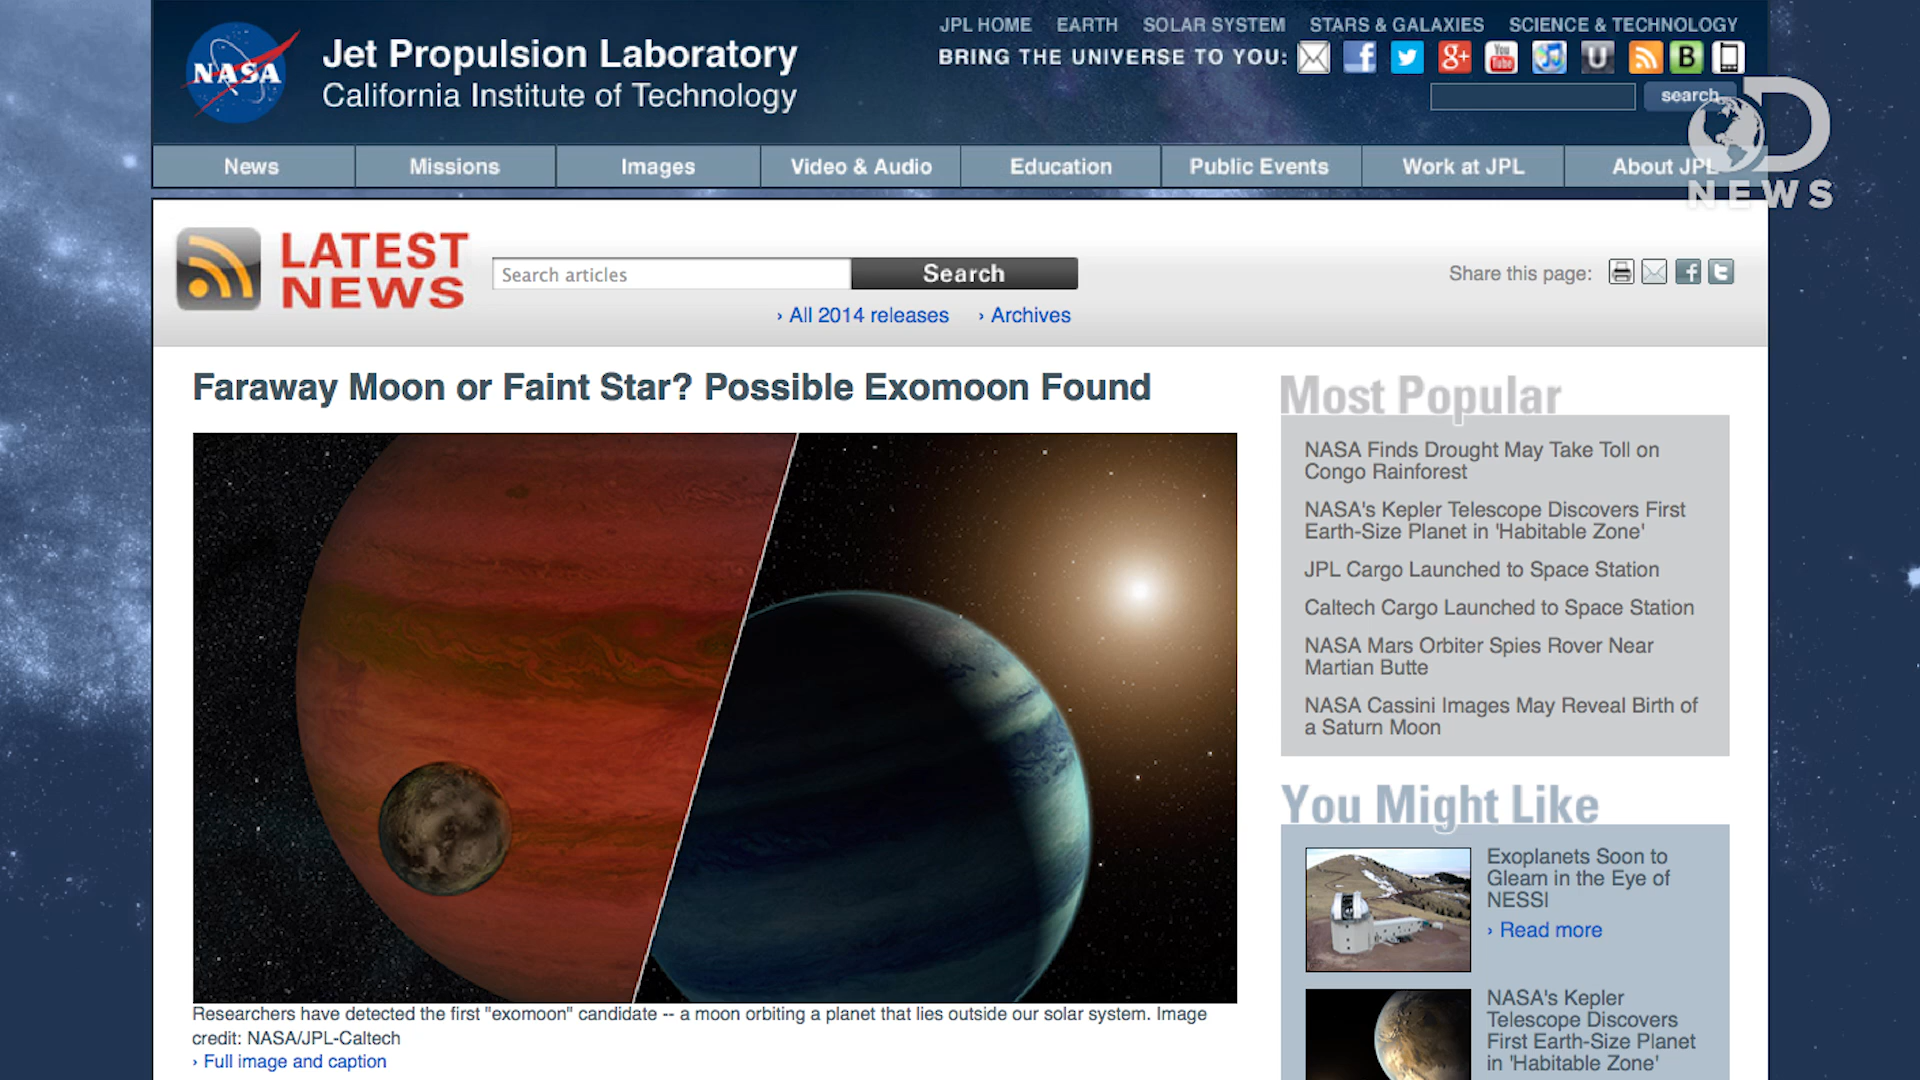 JPL HOME EARTH SOLAR SYSTEM STARS & GALAXIES SCIENCE & TECHNOLOGY
NASA
Jet Propulsion Laboratory
California Institute of Technology
BRING THE UNIVERSE TO YOU:
f
g+
You Tube
U
B
search
D
NEWS
News Missions Images Video & Audio Education Public Events Work at JPL About JPL
LATEST
NEWS
Search articles
Search
Share this page:
› All 2014 releases › Archives
Faraway Moon or Faint Star? Possible Exomoon Found
Researchers have detected the first "exomoon" candidate -- a moon orbiting a planet that lies outside our solar system. Image
credit: NASA/JPL-Caltech
› Full image and caption
Most Popular
NASA Finds Drought May Take Toll on
Congo Rainforest
NASA's Kepler Telescope Discovers First
Earth-Size Planet in 'Habitable Zone'
JPL Cargo Launched to Space Station
Caltech Cargo Launched to Space Station
NASA Mars Orbiter Spies Rover Near
Martian Butte
NASA Cassini Images May Reveal Birth of
a Saturn Moon
You Might Like
Exoplanets Soon to
Gleam in the Eye of
NESSI
› Read more
NASA's Kepler
Telescope Discovers
First Earth-Size Planet
in 'Habitable Zone'